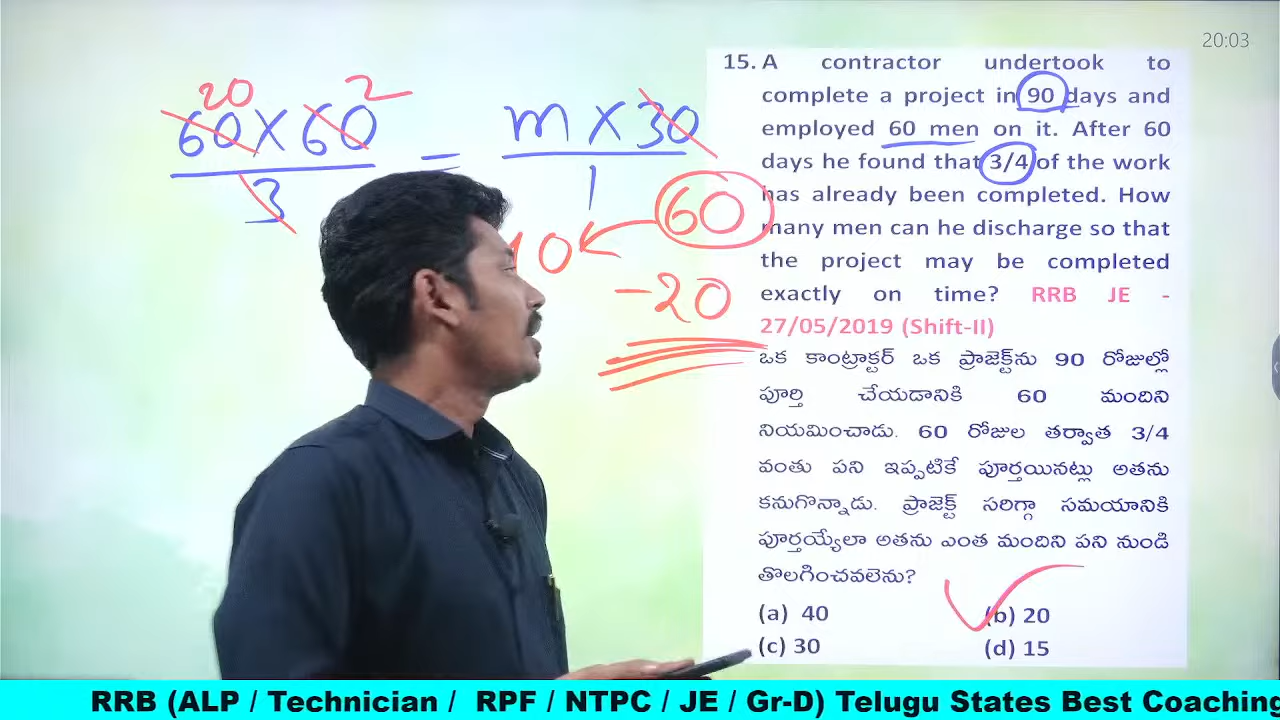 20:03
20 2
60 X 60 = m X 30
3 1
60
10
-20
15. A contractor undertook to
complete a project in 90 days and
employed 60 men on it. After 60
days he found that 3/4 of the work
has already been completed. How
many men can he discharge so that
the project may be completed
exactly on time? RRB JE -
27/05/2019 (Shift-II)
ఒక కాంట్రాక్టర్ ఒక ప్రాజెక్ట్‌ను 90 రోజుల్లో
పూర్తి చేయడానికి 60 మందిని
నియమించాడు. 60 రోజుల తర్వాత 3/4
వంతు పని ఇప్పటికే పూర్తయినట్లు అతను
కనుగొన్నాడు. ప్రాజెక్ట్ సరిగ్గా సమయానికి
పూర్తయ్యేలా అతను ఎంత మందిని పని నుండి
తొలగించవలెను?
(a) 40 (b) 20
(c) 30 (d) 15
RRB (ALP / Technician / RPF / NTPC / JE / Gr-D) Telugu States Best Coaching